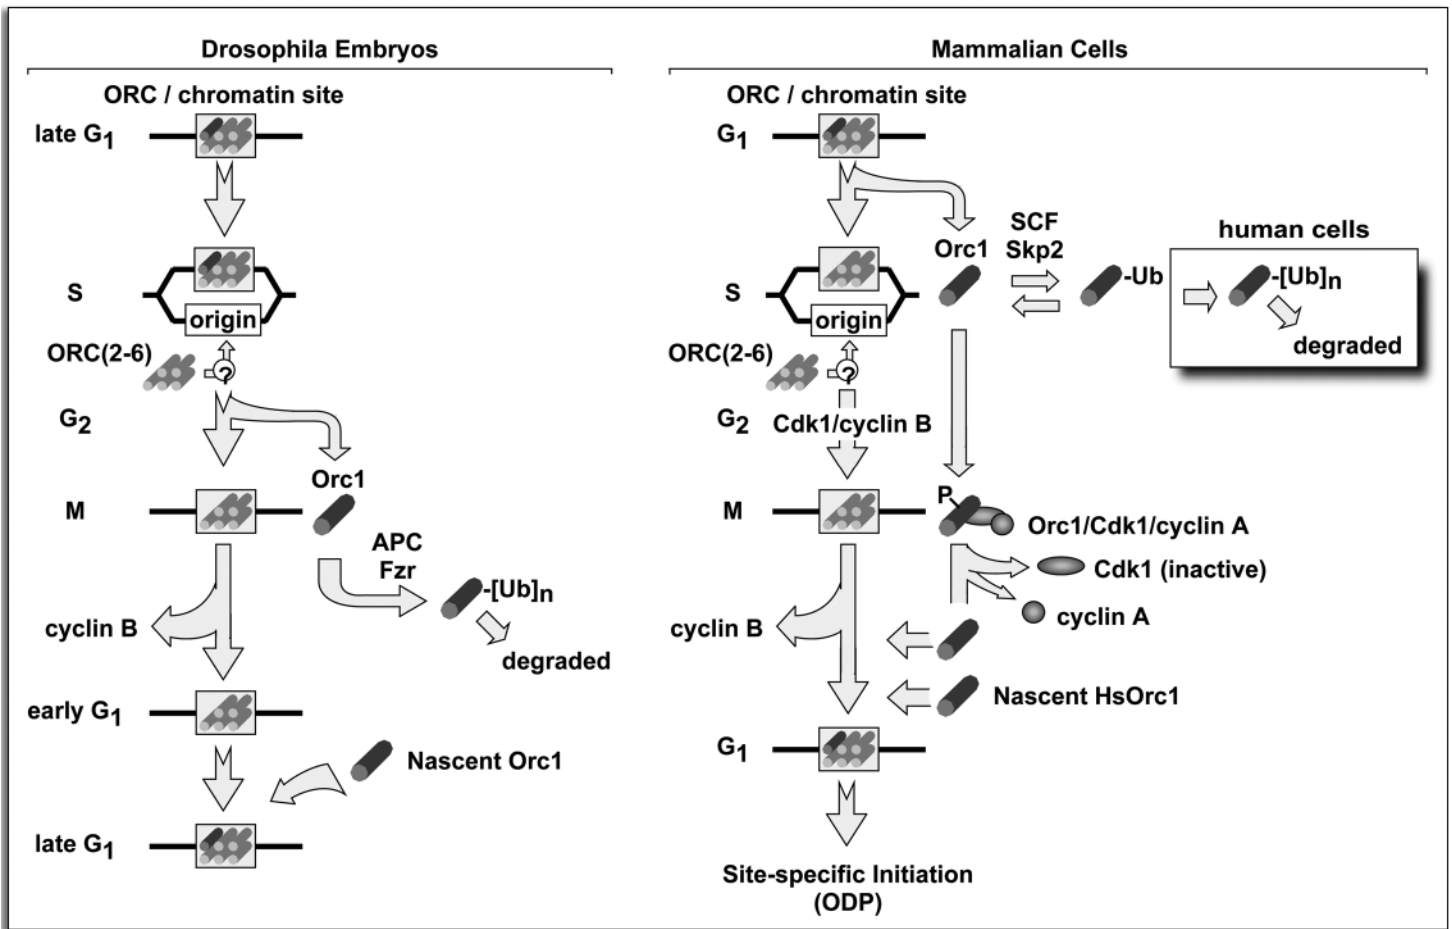 Drosophila Embryos
ORC / chromatin site
late G1
S
origin
ORC(2-6)
?
G2
Orc1
M
APC
Fzr
-[Ub]n
cyclin B
degraded
early G1
Nascent Orc1
late G1
Mammalian Cells
ORC / chromatin site
G1
SCF
Skp2
Orc1
-Ub
human cells
-[Ub]n
degraded
S
origin
ORC(2-6)
?
G2
Cdk1/cyclin B
P
M
Orc1/Cdk1/cyclin A
Cdk1 (inactive)
cyclin A
cyclin B
Nascent HsOrc1
G1
Site-specific Initiation
(ODP)